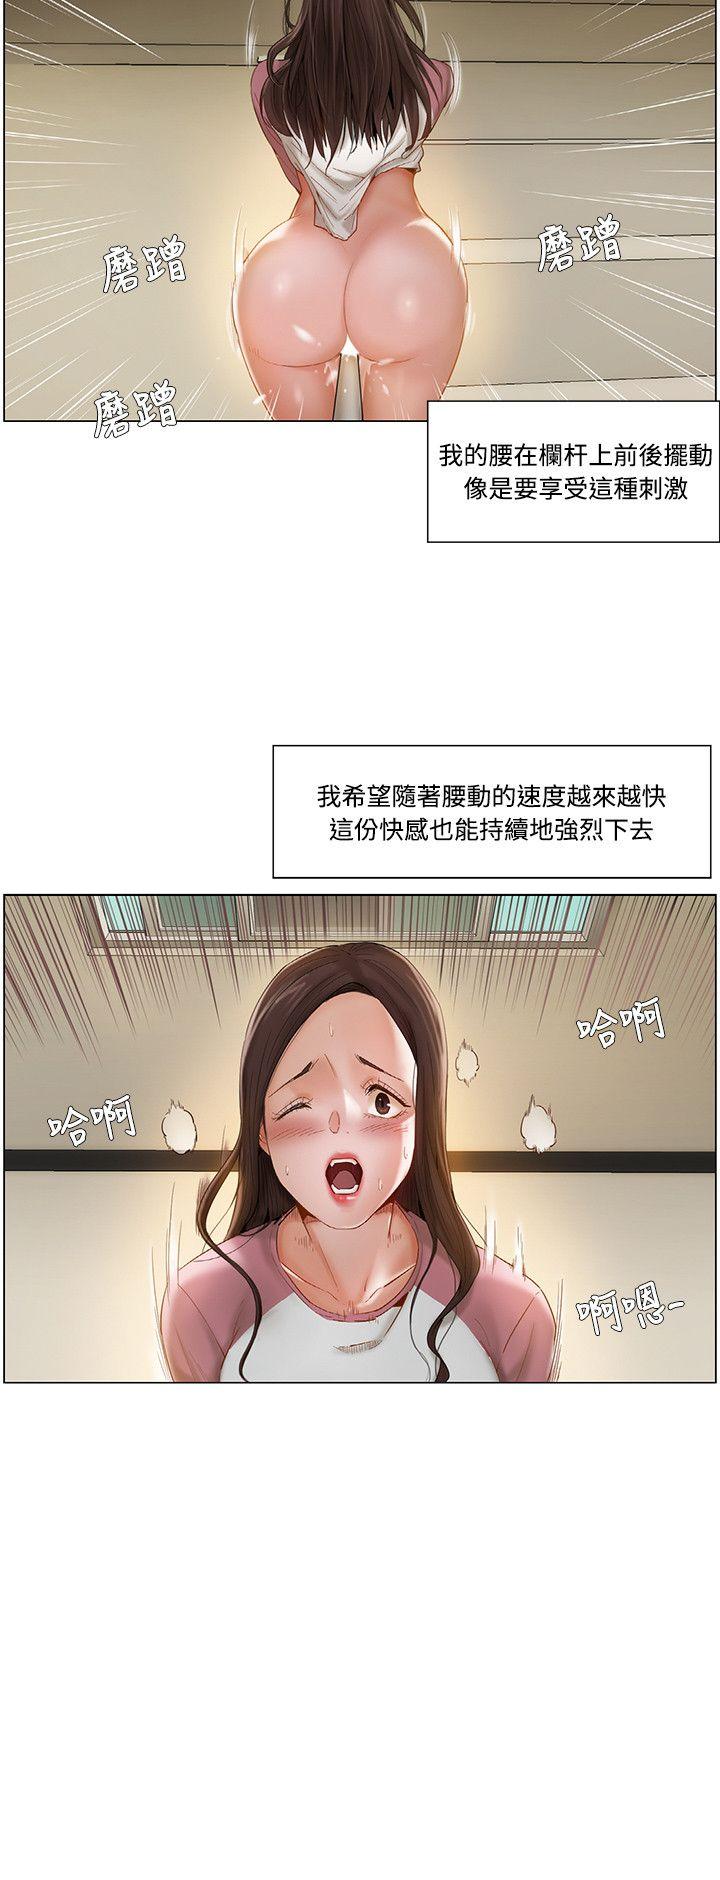 磨蹭
磨蹭
磨蹭
我的腰在欄杆上前後擺動
像是要享受這種刺激
我希望隨著腰動的速度越來越快
這份快感也能持續地強烈下去
哈啊
哈啊
啊嗯-